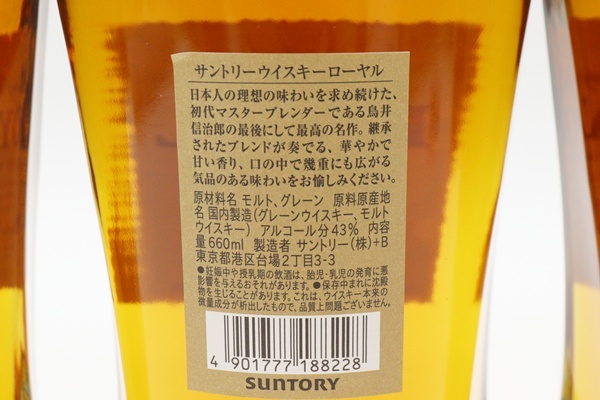 サントリーウイスキーローヤル
日本人の理想の味わいを求め続けた、
初代マスターブレンダーである鳥井
信治郎の最後にして最高の名作。継承
されたブレンドが奏でる、華やかで
甘い香り、口の中で幾重にも広がる
気品のある味わいをお愉しみください。
原材料名 モルト、グレーン 原料原産地
名 国内製造(グレーンウイスキー、モルト
ウイスキー) アルコール分43% 内容
量660ml 製造者 サントリー(株)+B
東京都港区台場2丁目3-3
●妊娠中や授乳期の飲酒は、胎児・乳児の発育に悪
影響を与えるおそれがあります。●保存中まれに沈殿
物を生じることがあります。これは、ウイスキー本来の
微量成分が析出したもので、品質上問題ございません。
4 901777 188228
SUNTORY